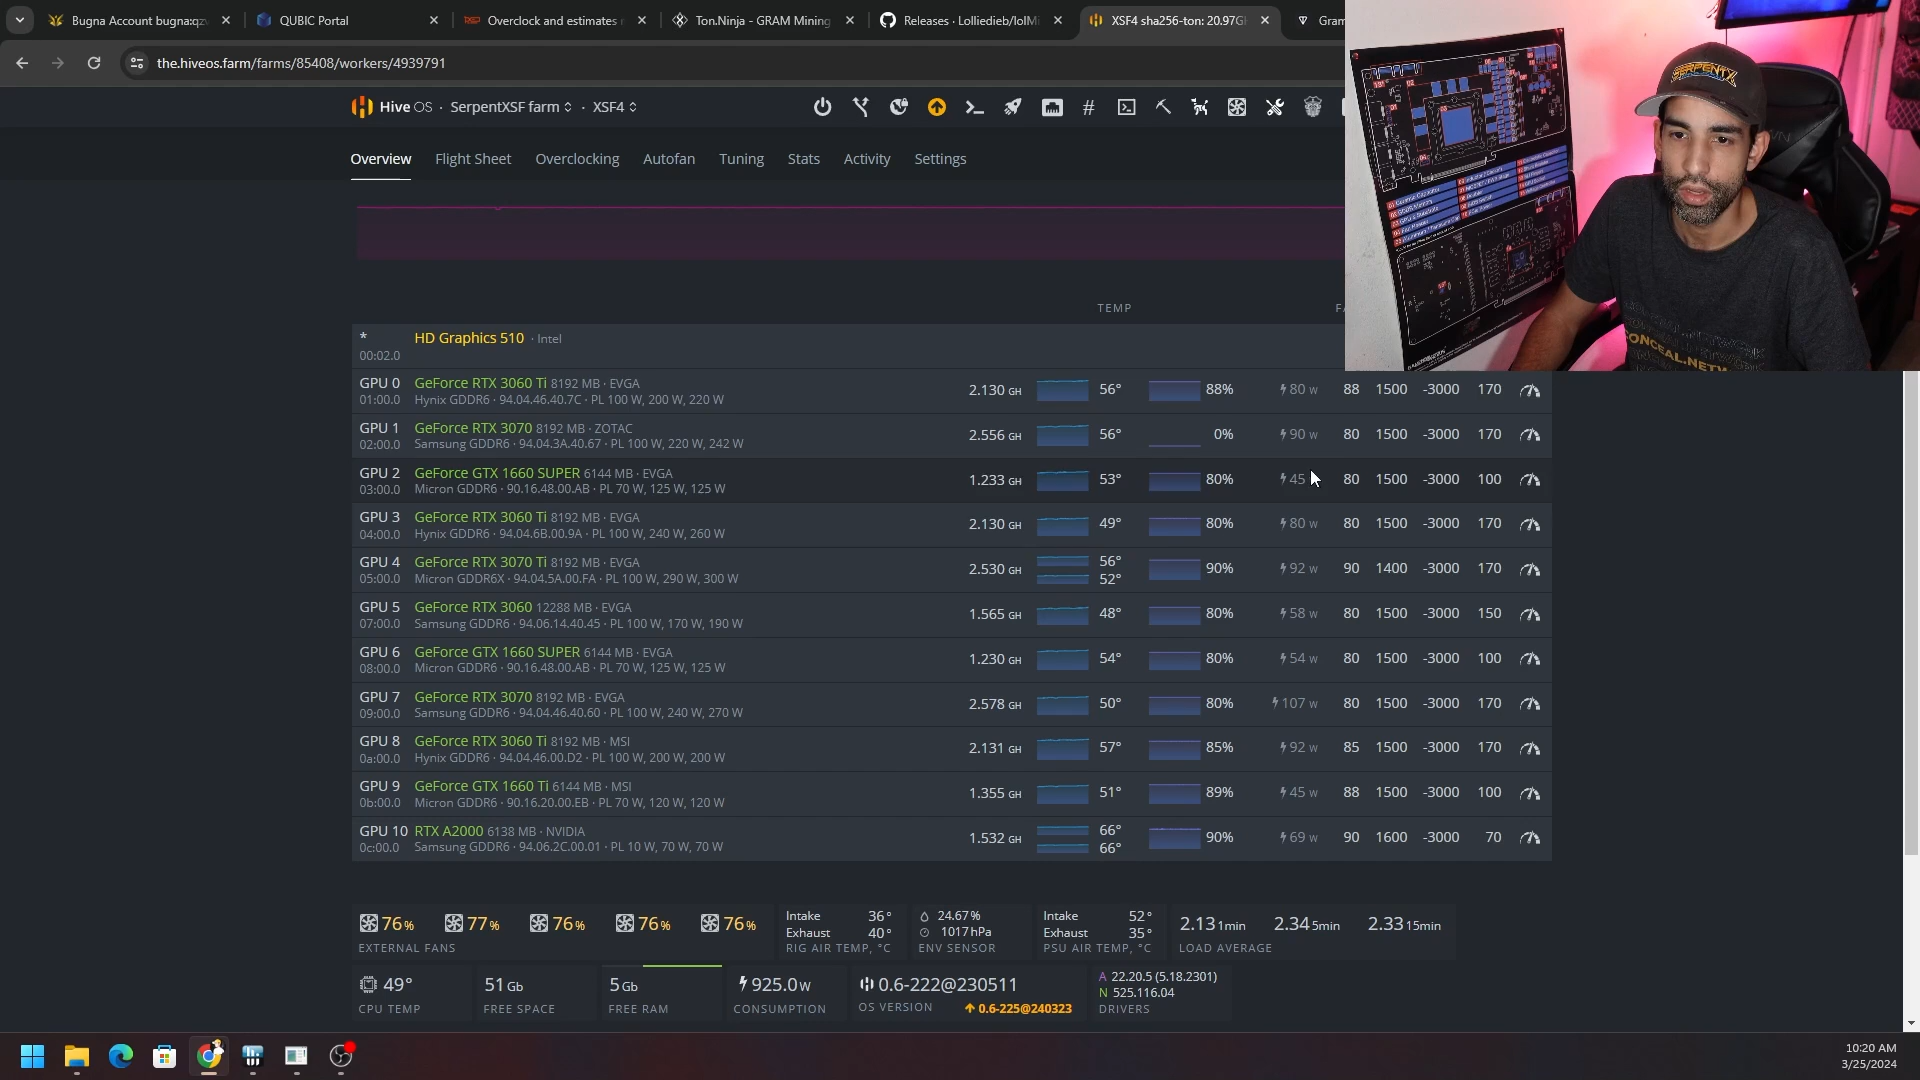 Bugna Account bugna:qz
QUBIC Portal
Overclock and estimates
Ton.Ninja - GRAM Mining
Releases · Lolliedieb/lolMi
XSF4 sha256-ton: 20.97GH
Gram
the.hiveos.farm/farms/85408/workers/4939791
Hive OS · SerpentXSF farm · XSF4
Overview
Flight Sheet
Overclocking
Autofan
Tuning
Stats
Activity
Settings
SERPENTX
TEMP
* HD Graphics 510 · Intel
00:02.0
GPU 0 GeForce RTX 3060 Ti 8192 MB · EVGA 2.130 GH 56° 88% 80 W 88 1500 -3000 170
01:00.0 Hynix GDDR6 · 94.04.46.40.7C · PL 100 W, 200 W, 220 W
GPU 1 GeForce RTX 3070 8192 MB · ZOTAC 2.556 GH 56° 0% 90 W 80 1500 -3000 170
02:00.0 Samsung GDDR6 · 94.04.3A.40.67 · PL 100 W, 220 W, 242 W
GPU 2 GeForce GTX 1660 SUPER 6144 MB · EVGA 1.233 GH 53° 80% 45 80 1500 -3000 100
03:00.0 Micron GDDR6 · 90.16.48.00.AB · PL 70 W, 125 W, 125 W
GPU 3 GeForce RTX 3060 Ti 8192 MB · EVGA 2.130 GH 49° 80% 80 W 80 1500 -3000 170
04:00.0 Hynix GDDR6 · 94.04.6B.00.9A · PL 100 W, 240 W, 260 W
GPU 4 GeForce RTX 3070 Ti 8192 MB · EVGA 2.530 GH 56° 52° 90% 92 W 90 1400 -3000 170
05:00.0 Micron GDDR6X · 94.04.5A.00.FA · PL 100 W, 290 W, 300 W
GPU 5 GeForce RTX 3060 12288 MB · EVGA 1.565 GH 48° 80% 58 W 80 1500 -3000 150
07:00.0 Samsung GDDR6 · 94.06.14.40.45 · PL 100 W, 170 W, 190 W
GPU 6 GeForce GTX 1660 SUPER 6144 MB · EVGA 1.230 GH 54° 80% 54 W 80 1500 -3000 100
08:00.0 Micron GDDR6 · 90.16.48.00.AB · PL 70 W, 125 W, 125 W
GPU 7 GeForce RTX 3070 8192 MB · EVGA 2.578 GH 50° 80% 107 W 80 1500 -3000 170
09:00.0 Samsung GDDR6 · 94.04.46.40.60 · PL 100 W, 240 W, 270 W
GPU 8 GeForce RTX 3060 Ti 8192 MB · MSI 2.131 GH 57° 85% 92 W 85 1500 -3000 170
0a:00.0 Hynix GDDR6 · 94.04.46.00.D2 · PL 100 W, 200 W, 200 W
GPU 9 GeForce GTX 1660 Ti 6144 MB · MSI 1.355 GH 51° 89% 45 W 88 1500 -3000 100
0b:00.0 Micron GDDR6 · 90.16.20.00.EB · PL 70 W, 120 W, 120 W
GPU 10 RTX A2000 6138 MB · NVIDIA 1.532 GH 66° 66° 90% 69 W 90 1600 -3000 70
0c:00.0 Samsung GDDR6 · 94.06.2C.00.01 · PL 10 W, 70 W, 70 W
76% 77% 76% 76% 76%
EXTERNAL FANS
Intake 36°
Exhaust 40°
RIG AIR TEMP, °C
24.67%
1017 hPa
ENV SENSOR
Intake 52°
Exhaust 35°
PSU AIR TEMP, °C
2.13 1min 2.34 5min 2.33 15min
LOAD AVERAGE
49°
CPU TEMP
51 Gb
FREE SPACE
5 Gb
FREE RAM
925.0 W
CONSUMPTION
0.6-222@230511
OS VERSION 0.6-225@240323
A 22.20.5 (5.18.2301)
N 525.116.04
DRIVERS
10:20 AM
3/25/2024